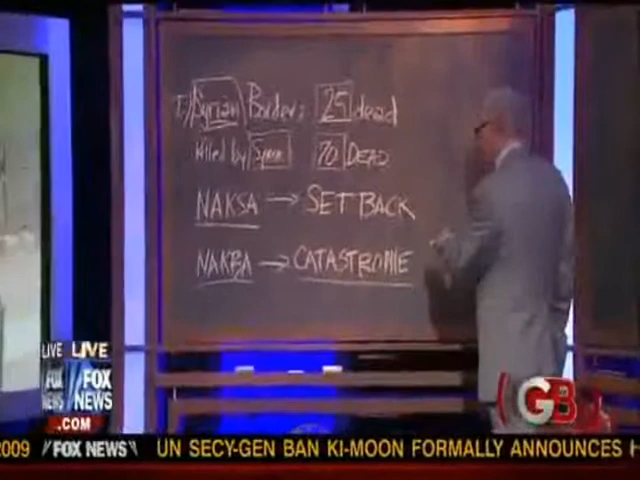 Syrian Border: 25 dead
Killed by Syria 70 DEAD
NAKSA → SET BACK
NAKBA → CATASTROPHE
LIVE LIVE
FOX NEWS FOX NEWS
.COM
GB
2009 FOX NEWS UN SECY-GEN BAN KI-MOON FORMALLY ANNOUNCES H